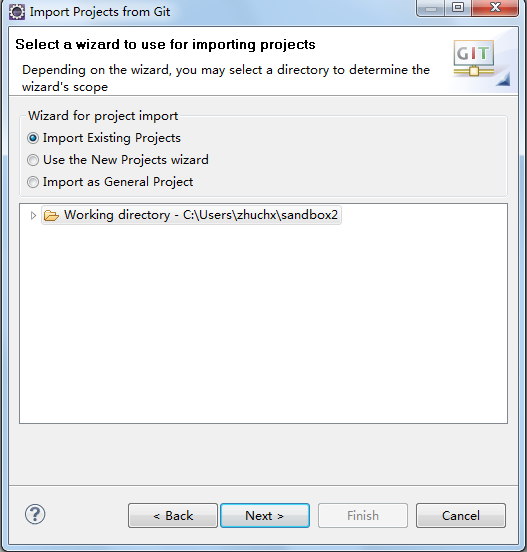 Import Projects from Git
Select a wizard to use for importing projects
Depending on the wizard, you may select a directory to determine the
wizard's scope
GIT
Wizard for project import
Import Existing Projects
Use the New Projects wizard
Import as General Project
Working directory - C:\Users\zhuchx\sandbox2
?
< Back
Next >
Finish
Cancel